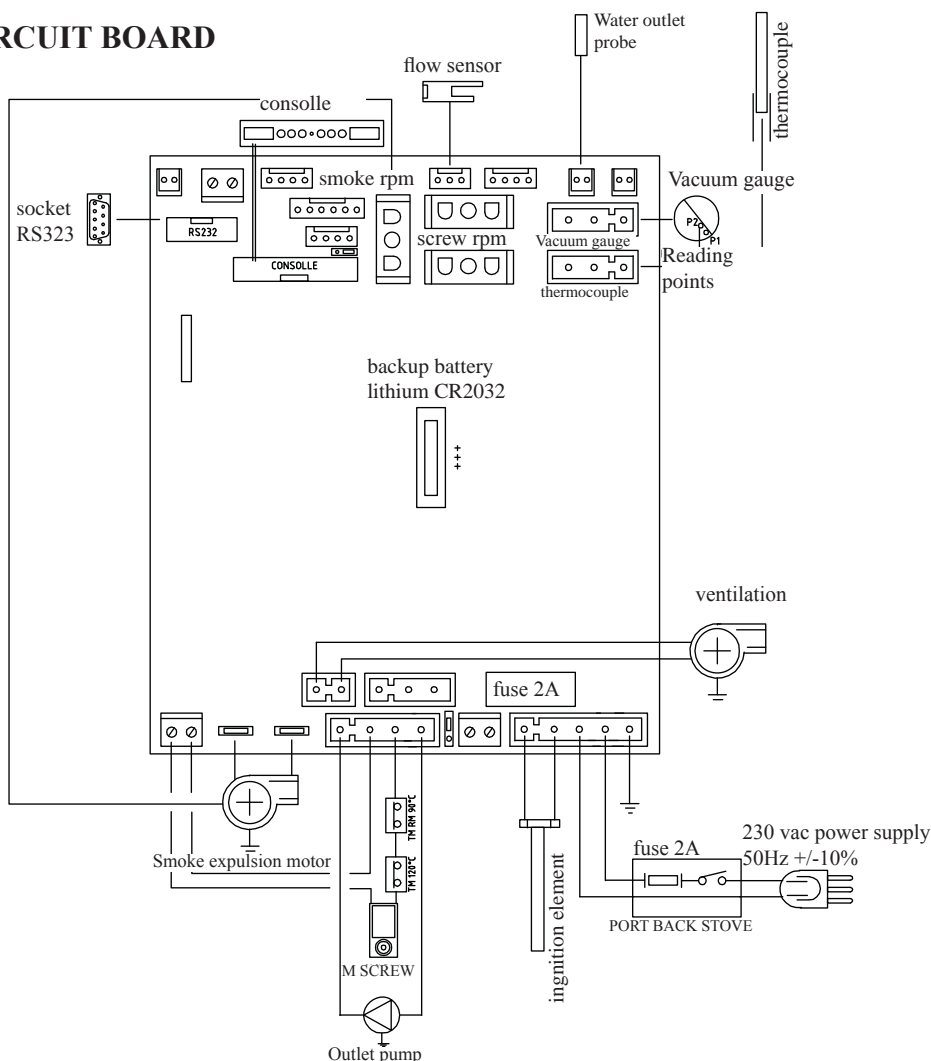 RCUIT BOARD
Water outlet
probe
thermocouple
flow sensor
consolle
smoke rpm
Vacuum gauge
socket
RS323
RS232
screw rpm
Vacuum gauge
P2
P1
CONSOLLE
Reading
points
thermocouple
backup battery
lithium CR2032
+++
ventilation
fuse 2A
TM RM 90°C
TM 120°C
Smoke expulsion motor
M SCREW
Outlet pump
ingnition element
fuse 2A
230 vac power supply
50Hz +/-10%
PORT BACK STOVE